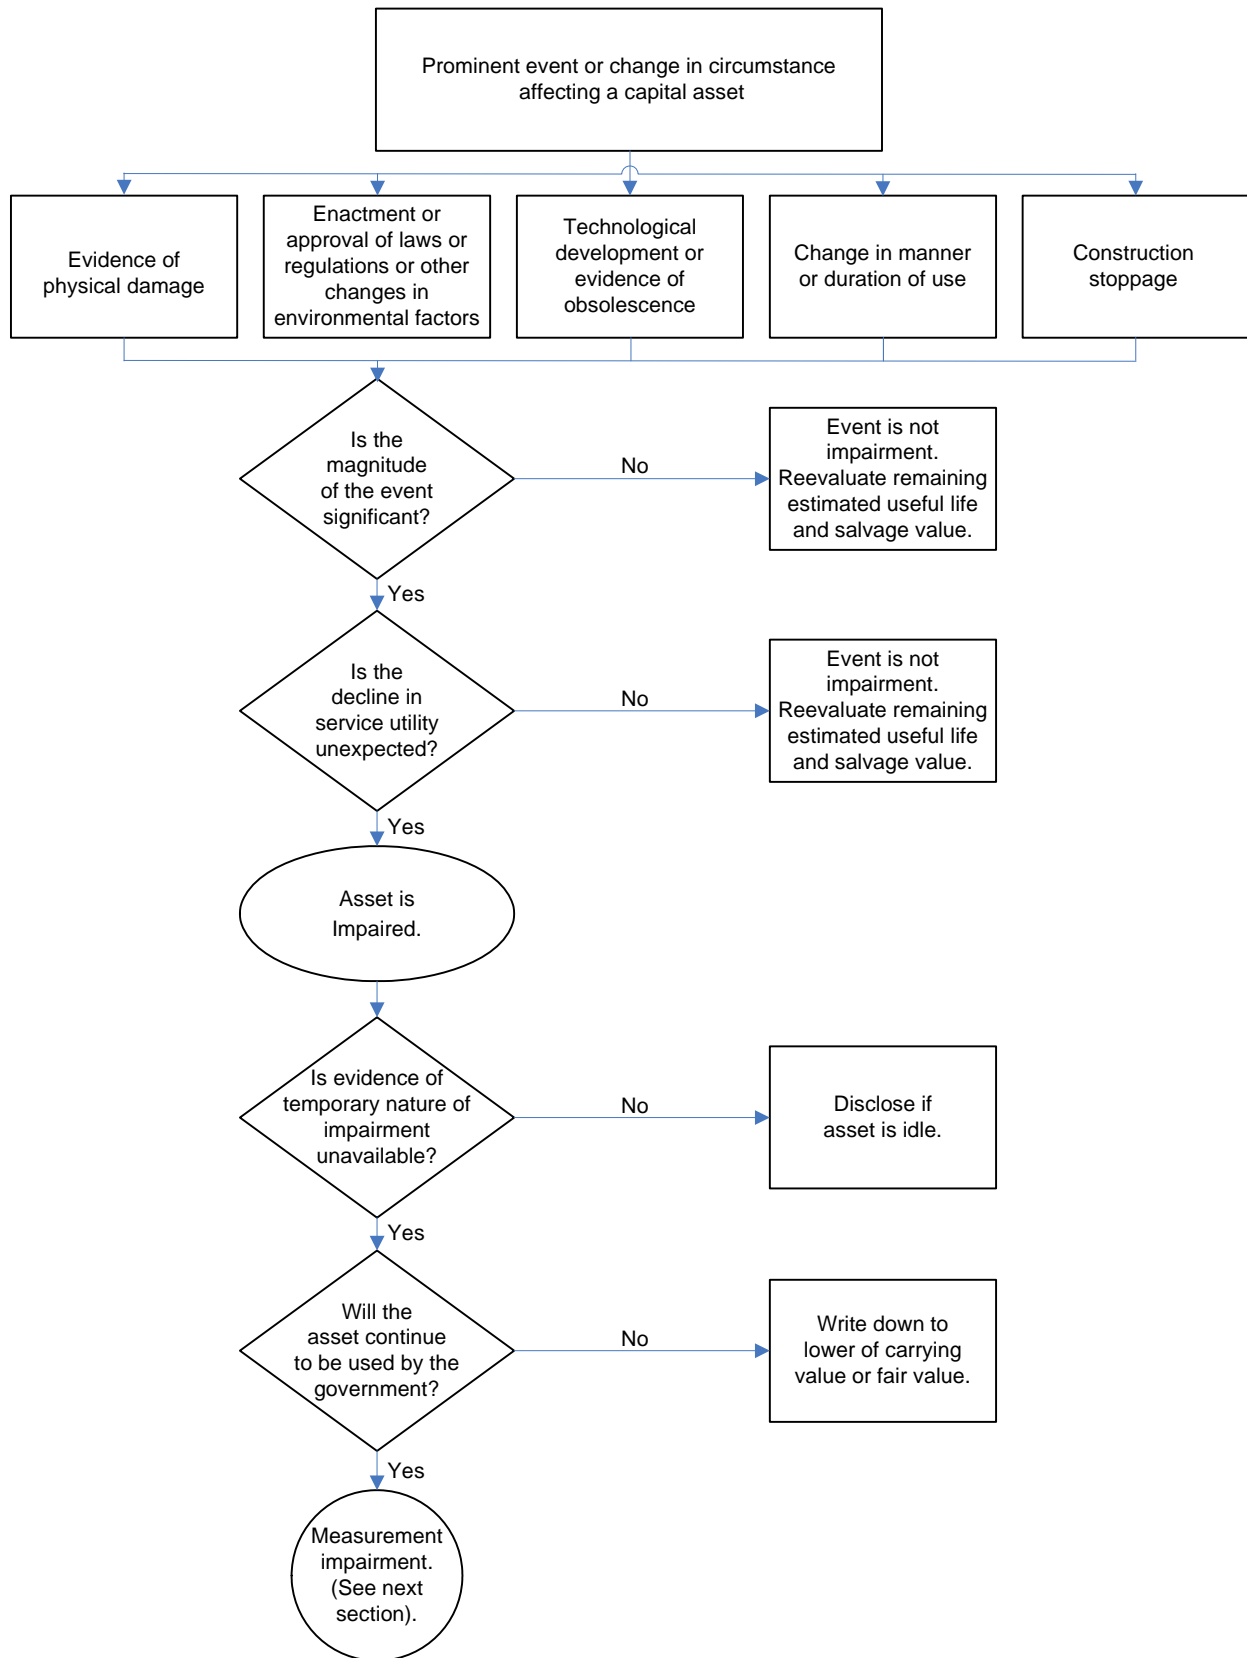 Prominent event or change in circumstance
affecting a capital asset
Evidence of
physical damage
Enactment or
approval of laws or
regulations or other
changes in
environmental factors
Technological
development or
evidence of
obsolescence
Change in manner
or duration of use
Construction
stoppage
Is the
magnitude
of the event
significant?
No
Event is not
impairment.
Reevaluate remaining
estimated useful life
and salvage value.
Yes
Is the
decline in
service utility
unexpected?
No
Event is not
impairment.
Reevaluate remaining
estimated useful life
and salvage value.
Yes
Asset is
Impaired.
Is evidence of
temporary nature of
impairment
unavailable?
No
Disclose if
asset is idle.
Yes
Will the
asset continue
to be used by the
government?
No
Write down to
lower of carrying
value or fair value.
Yes
Measurement
impairment.
(See next
section).